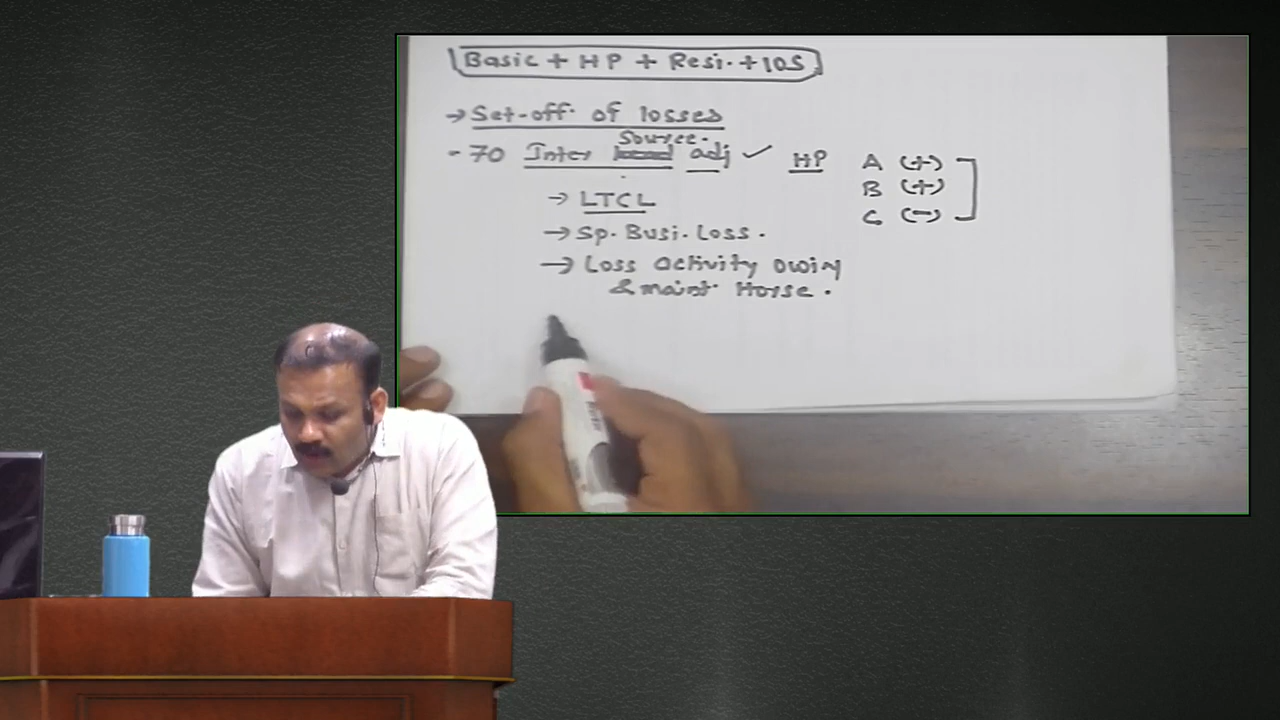 Basic + HP + Resi. + IOS
→ Set-off of losses
Source.
- 70 Inter head adj ✓ HP A (+)
B (+)
C (-)
→ LTCL
→ Sp. Busi. Loss.
→ Loss activity owing
& maint Horse.